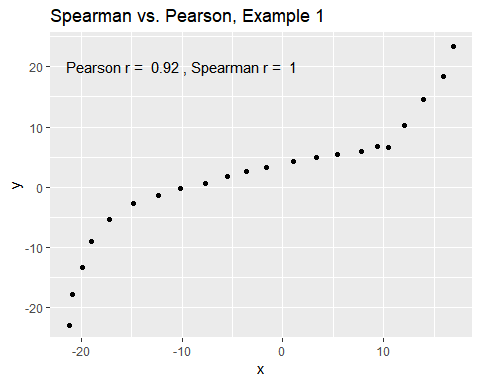 Spearman vs. Pearson, Example 1
Pearson r =  0.92 , Spearman r =  1
20
10
0
-10
-20
y
-20
-10
0
10
x